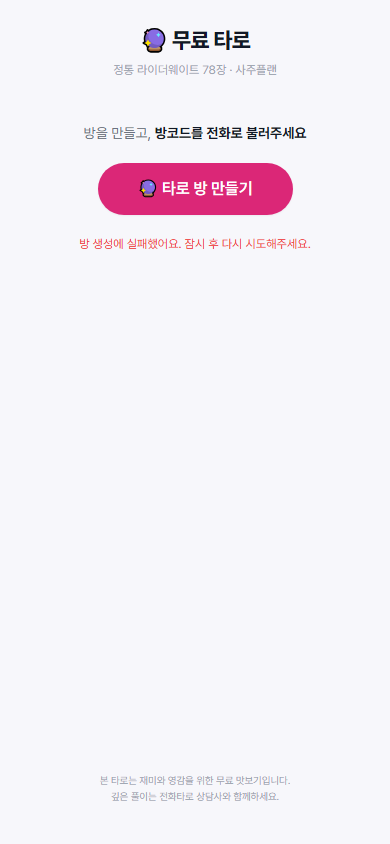 🔮 무료 타로
정통 라이더웨이트 78장 · 사주플랜
방을 만들고, 방코드를 전화로 불러주세요
🔮 타로 방 만들기
방 생성에 실패했어요. 잠시 후 다시 시도해주세요.
본 타로는 재미와 영감을 위한 무료 맛보기입니다.
깊은 풀이는 전화타로 상담사와 함께하세요.